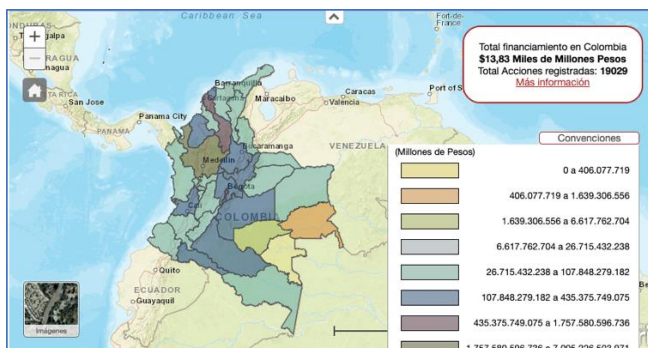 Caribbean Sea
Fort-de-
France
+
−
San Jose
Panama City
PANAMA
Barranquilla
Cartagena
Maracaibo
Caracas
Valencia
Port of S
Bucaramanga
VENEZUELA
Medellín
Bogota
Cali
COLOMBIA
Quito
ECUADOR
Guayaquil
Imágenes
Total financiamiento en Colombia
$13,83 Miles de Millones Pesos
Total Acciones registradas: 19029
Más información
Convenciones
(Millones de Pesos)
0 a 406.077.719
406.077.719 a 1.639.306.556
1.639.306.556 a 6.617.762.704
6.617.762.704 a 26.715.432.238
26.715.432.238 a 107.848.279.182
107.848.279.182 a 435.375.749.075
435.375.749.075 a 1.757.580.596.736